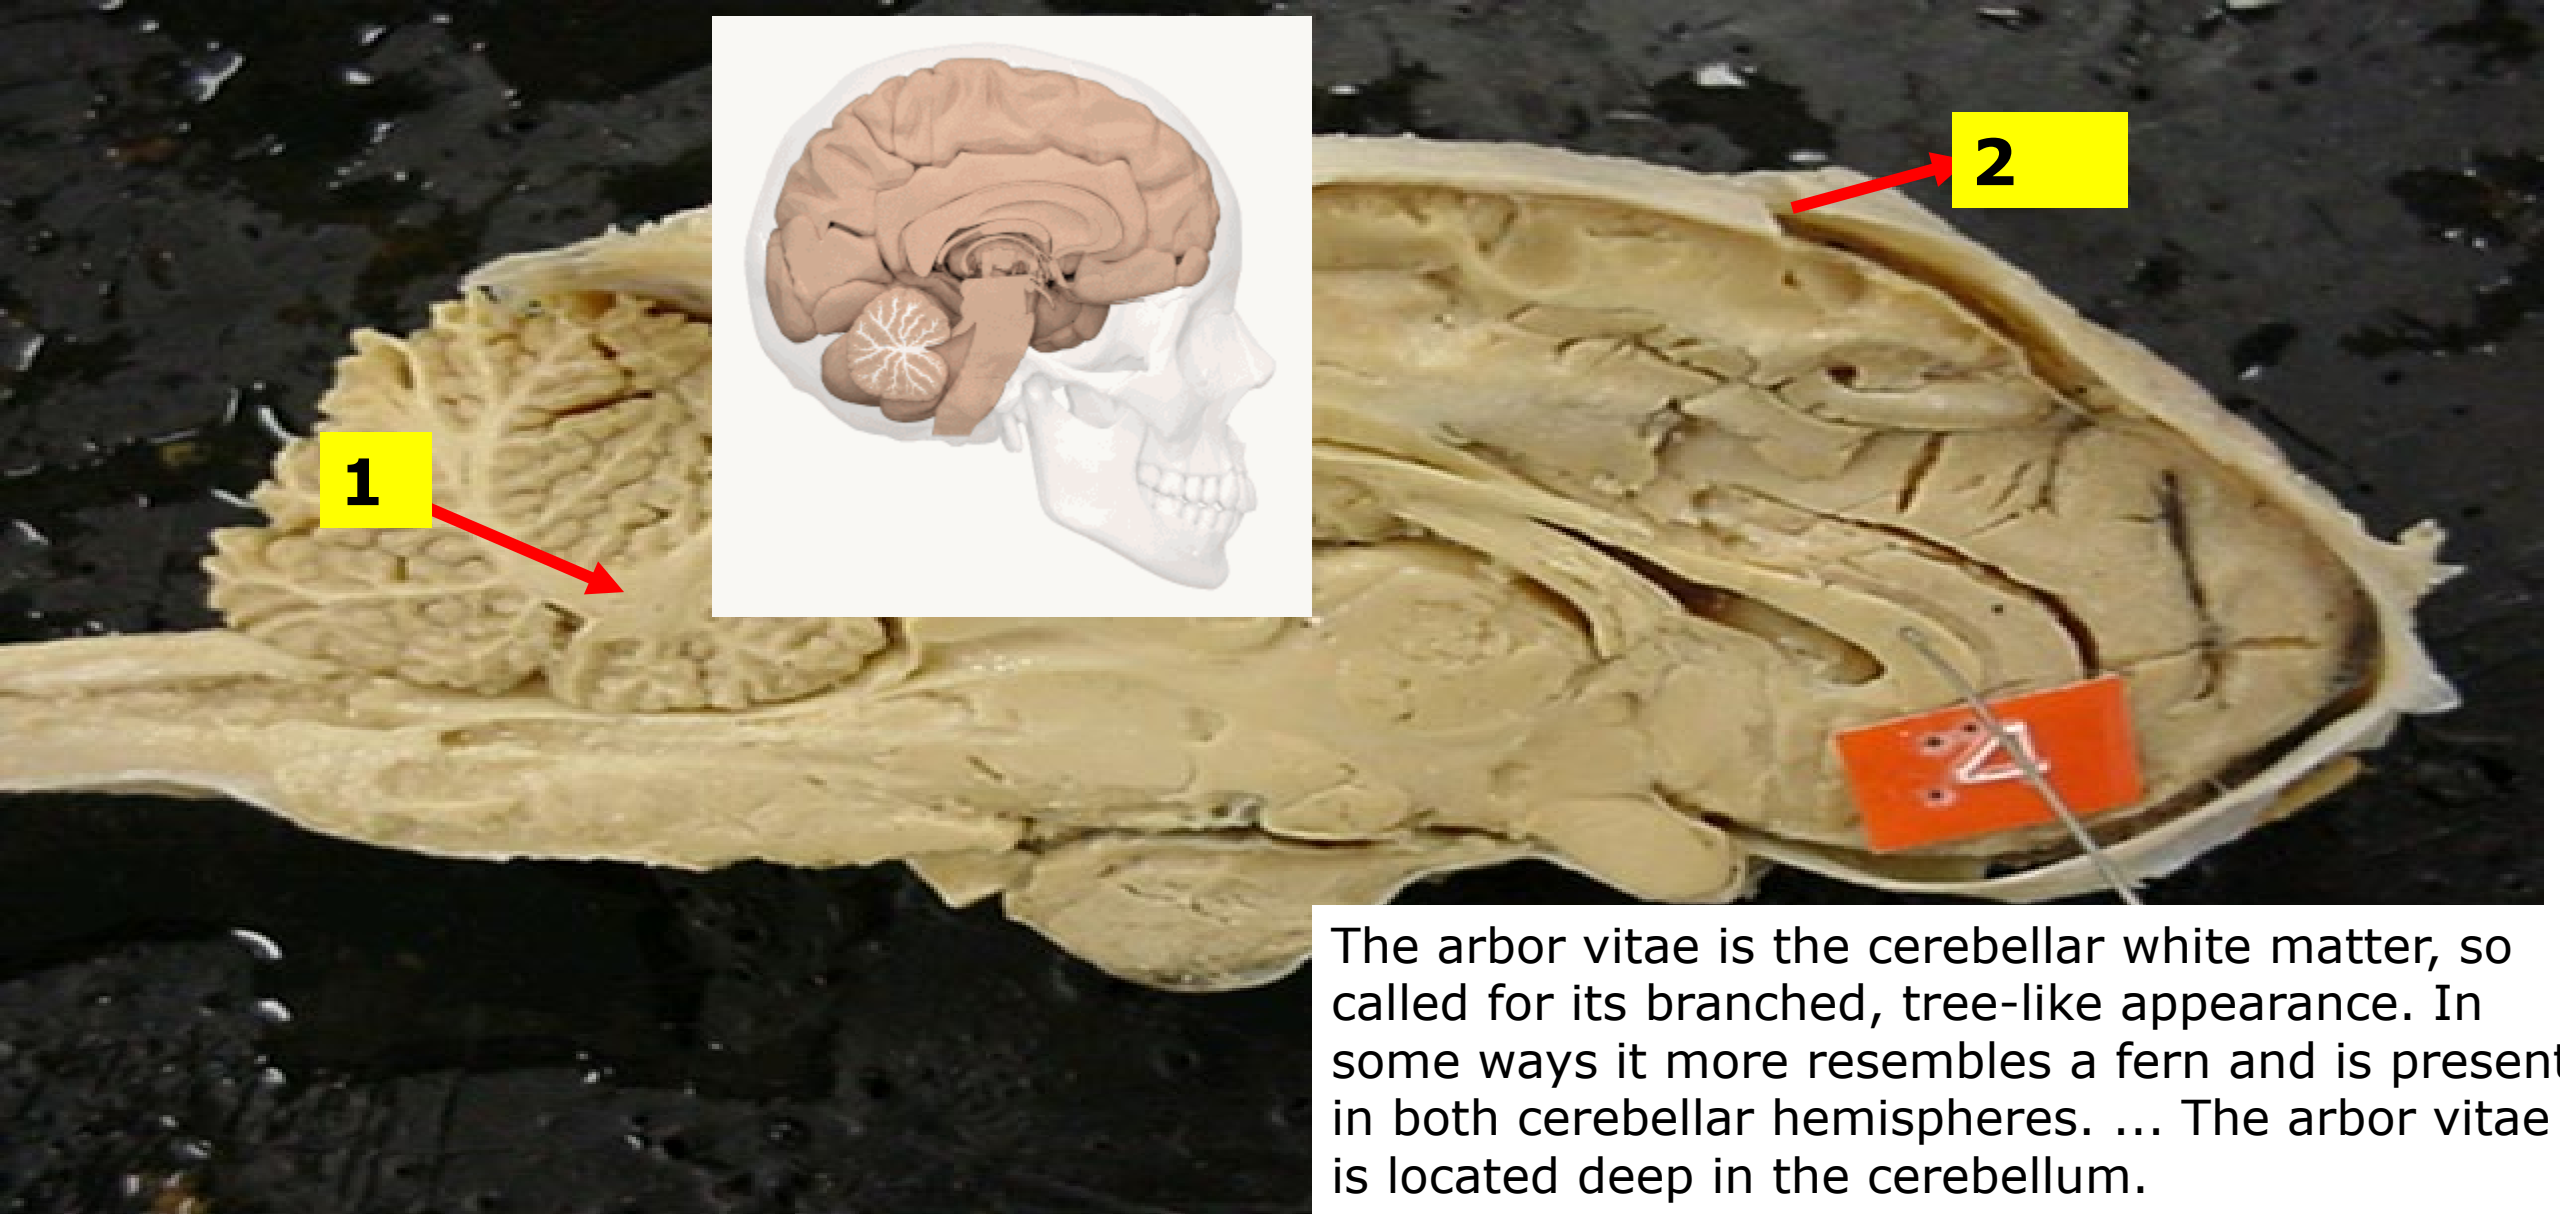 2
1
The arbor vitae is the cerebellar white matter, so
called for its branched, tree-like appearance. In
some ways it more resembles a fern and is present
in both cerebellar hemispheres. ... The arbor vitae
is located deep in the cerebellum.